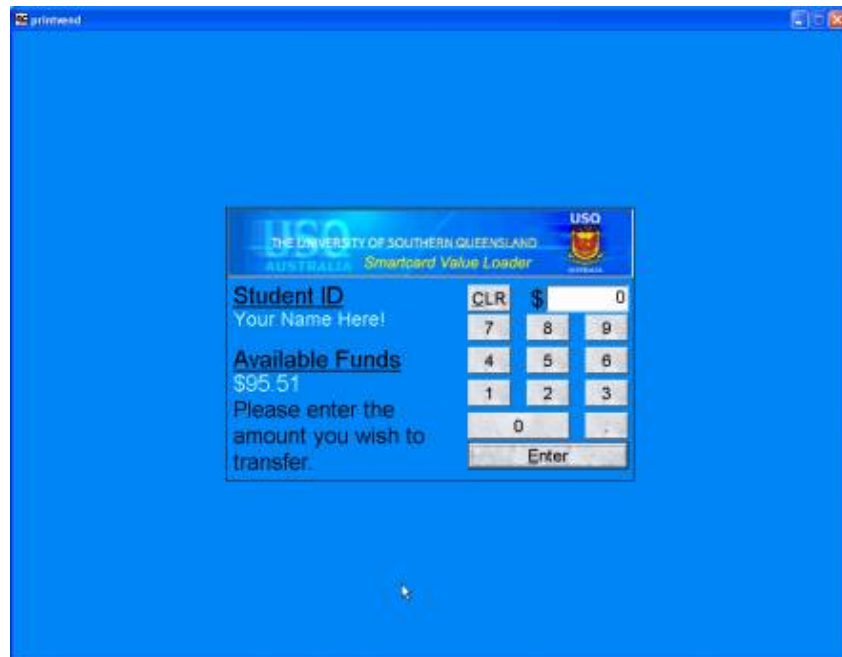 printvend
USQ
USQ
THE UNIVERSITY OF SOUTHERN QUEENSLAND
AUSTRALIA
Smartcard Value Loader
AUSTRALIA
Student ID
Your Name Here!
CLR
$
0
7
8
9
Available Funds
$95.51
4
5
6
1
2
3
Please enter the
amount you wish to
transfer.
0
.
Enter